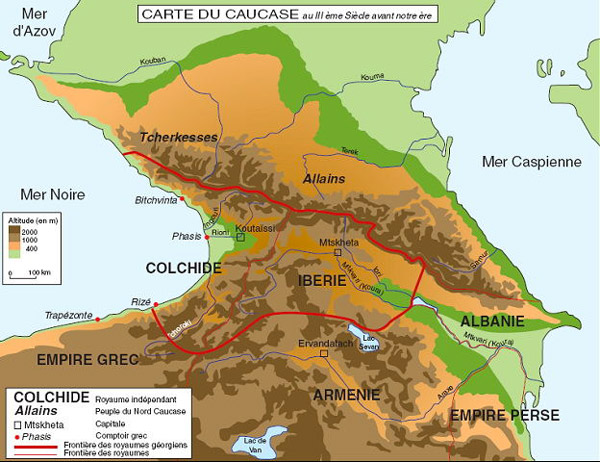 CARTE DU CAUCASE au III ème Siècle avant notre ère
Mer
d'Azov
Kouban
Kouma
Tcherkesses
Terek
Mer Caspienne
Allains
Mer Noire
Bitchvinta
Altitude (en m)
2000
1000
400
0 100 km
Ingouri
Phasis
Rioni
Koutaïssi
Mtskheta
Iori
Samur
COLCHIDE
IBERIE
Mtkvari (Koura)
Rizé
Trapézonte
Tchoroki
ALBANIE
Mtkvari (Koura)
Lac
Sevan
EMPIRE GREC
Ervandatach
Araxe
ARMENIE
EMPIRE PERSE
Lac de
Van
COLCHIDE Royaume indépendant
Allains Peuple du Nord Caucase
Mtskheta Capitale
Phasis Comptoir grec
Frontière des royaumes géorgiens
Frontière des royaumes